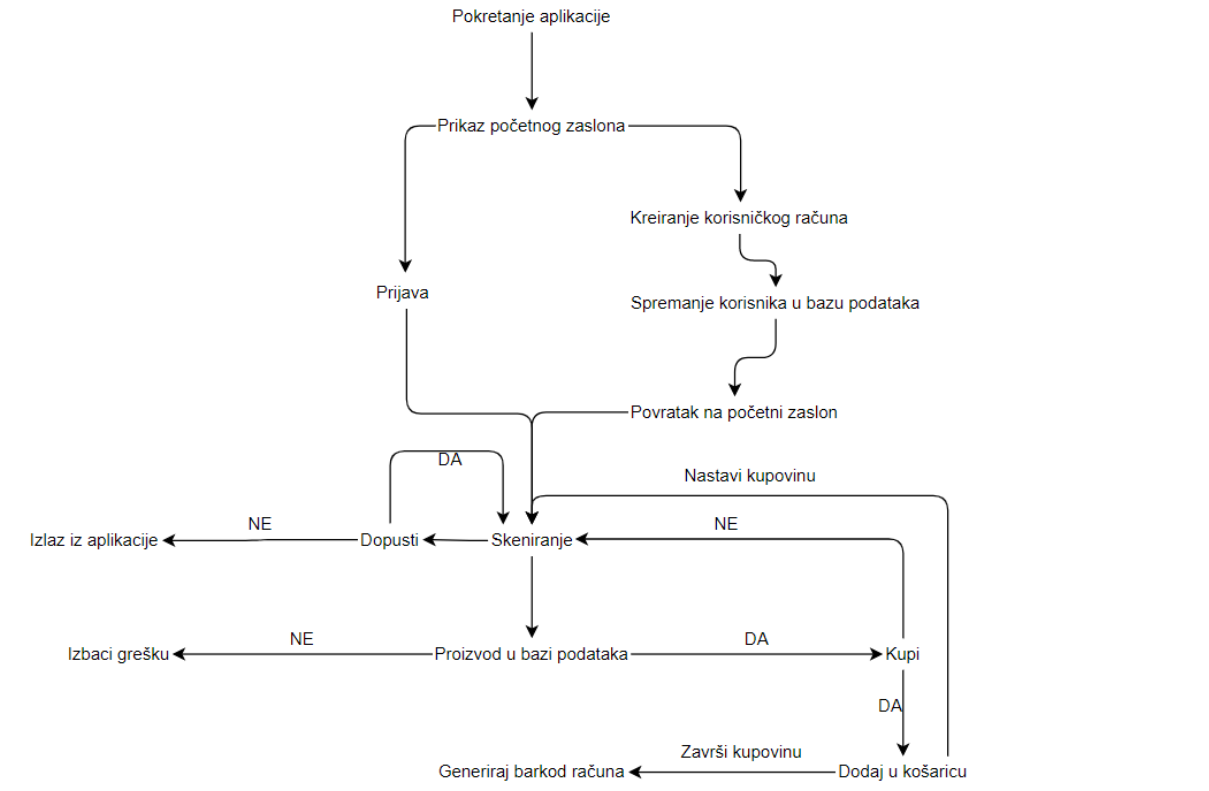 Pokretanje aplikacije
Prikaz početnog zaslona
Kreiranje korisničkog računa
Prijava
Spremanje korisnika u bazu podataka
Povratak na početni zaslon
DA
Nastavi kupovinu
NE
NE
Izlaz iz aplikacije
Dopusti
Skeniranje
NE
DA
Izbaci grešku
Proizvod u bazi podataka
Kupi
DA
Završi kupovinu
Generiraj barkod računa
Dodaj u košaricu